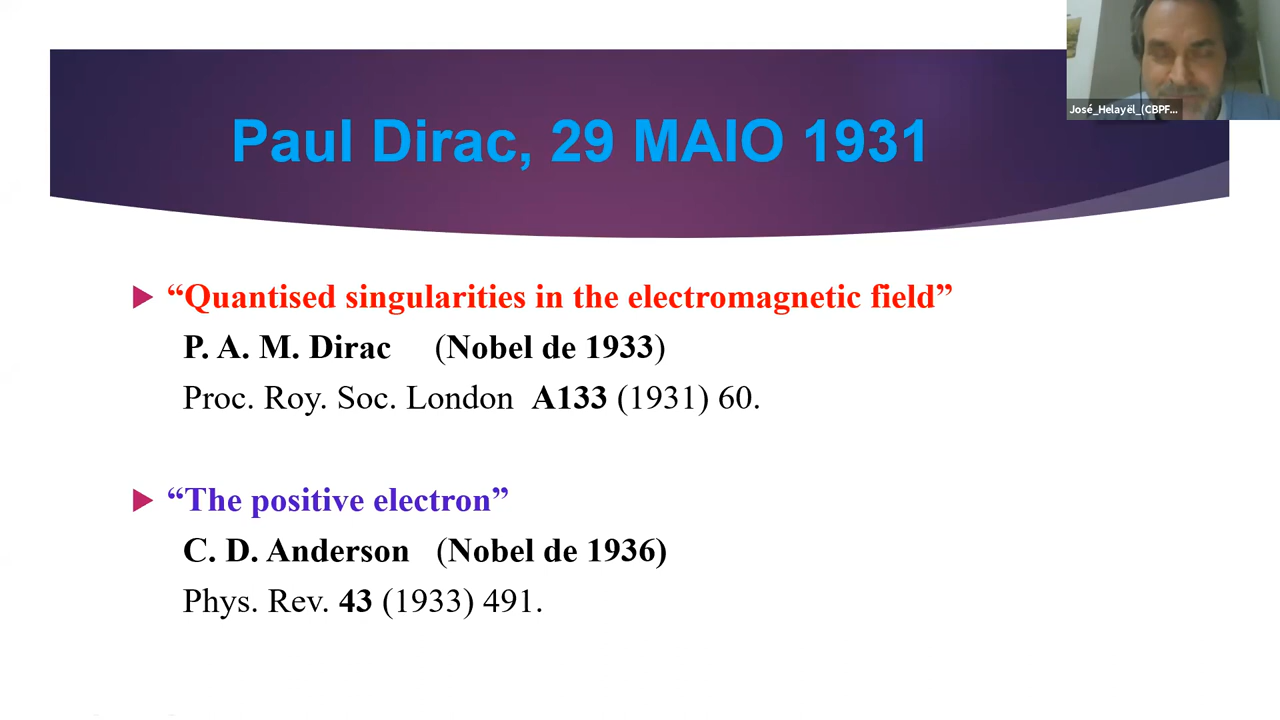 José_Helayël_(CBPF...
Paul Dirac, 29 MAIO 1931
“Quantised singularities in the electromagnetic field”
P. A. M. Dirac (Nobel de 1933)
Proc. Roy. Soc. London A133 (1931) 60.
“The positive electron”
C. D. Anderson (Nobel de 1936)
Phys. Rev. 43 (1933) 491.